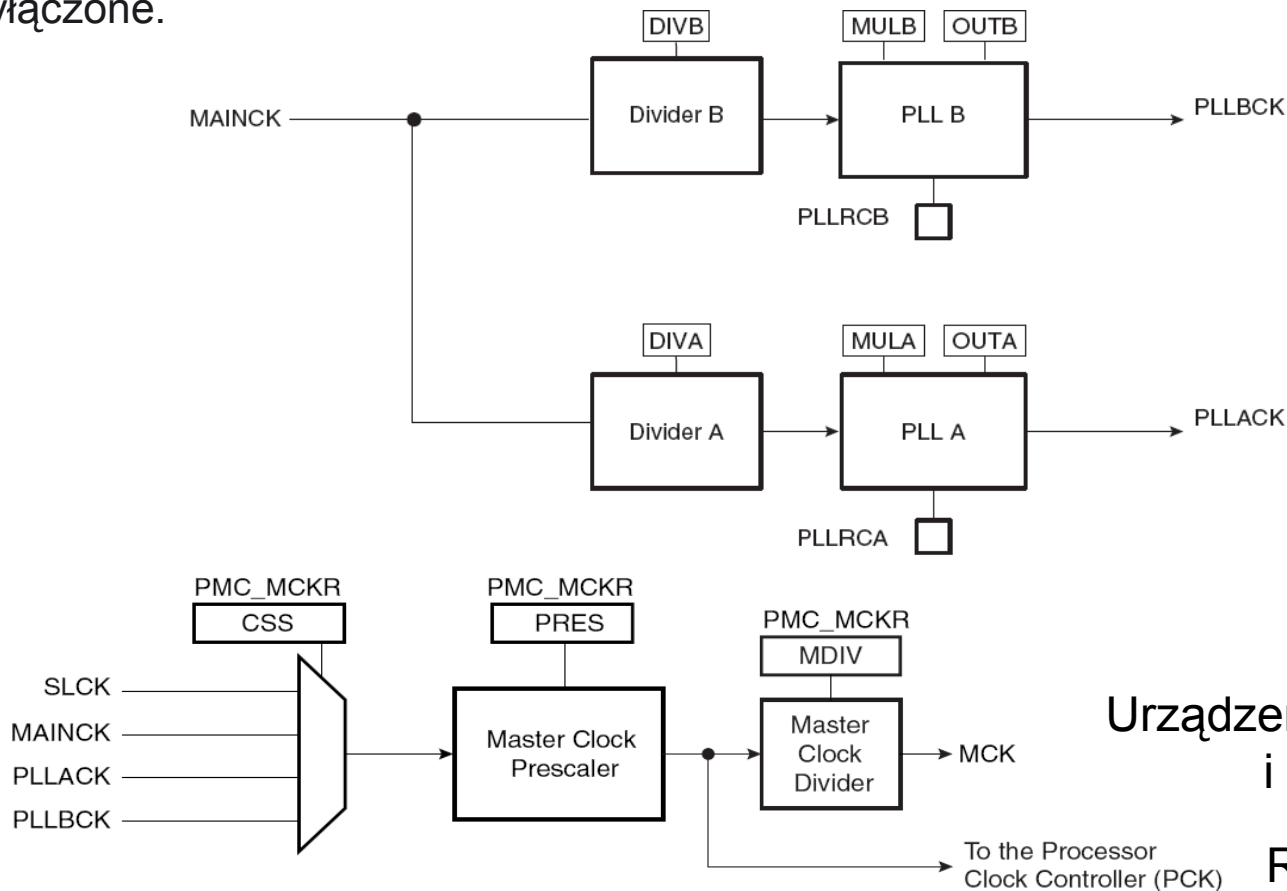 yłączone.
DIVB
MULB
OUTB
MAINCK
Divider B
PLL B
PLLBCK
PLLRCB
DIVA
MULA
OUTA
Divider A
PLL A
PLLACK
PLLRCA
PMC_MCKR
CSS
PMC_MCKR
PRES
PMC_MCKR
MDIV
SLCK
MAINCK
PLLACK
PLLBCK
Master Clock
Prescaler
Master
Clock
Divider
MCK
To the Processor
Clock Controller (PCK)
Urządzen
i
R